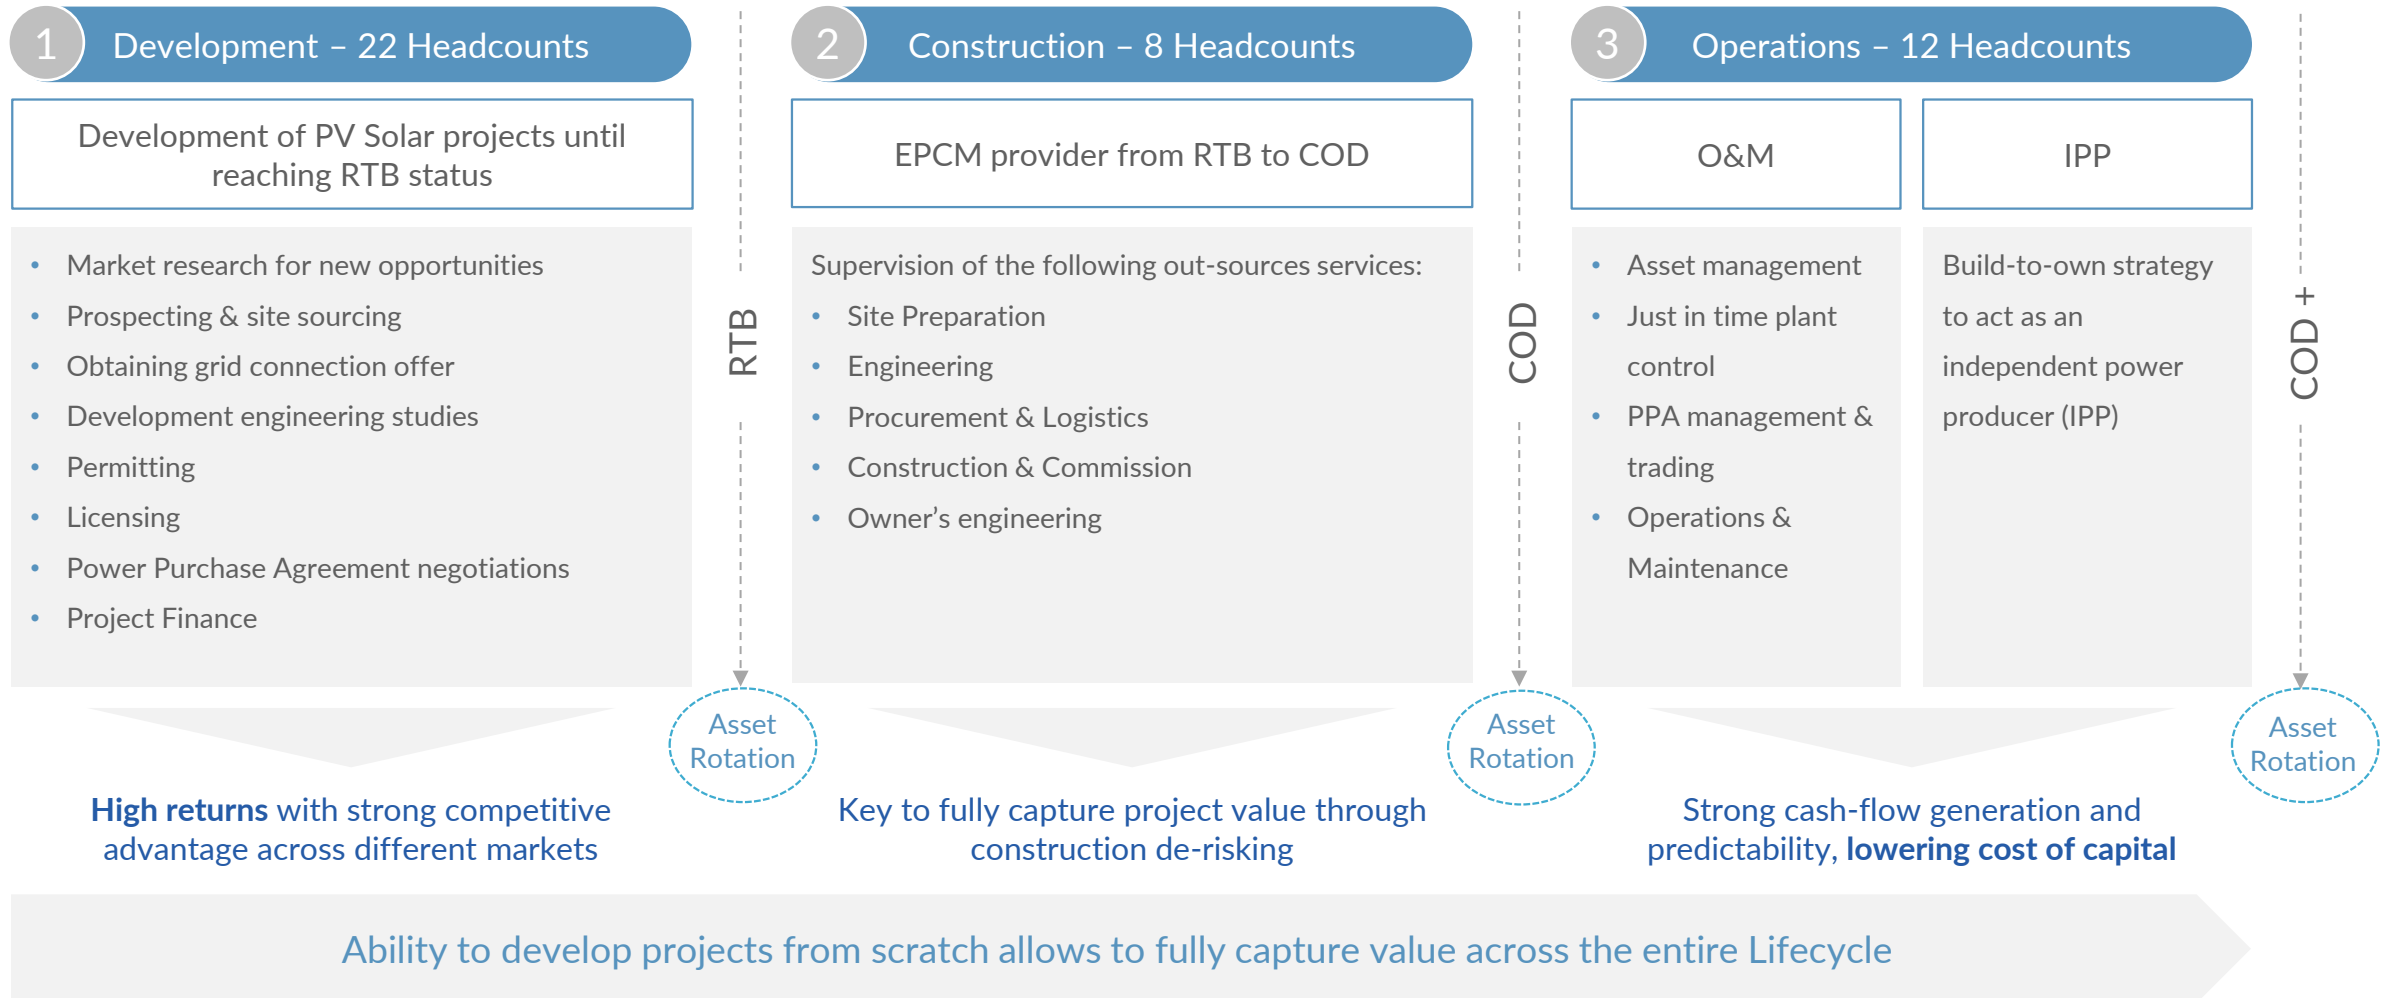 1
Development – 22 Headcounts
Development of PV Solar projects until
reaching RTB status
• Market research for new opportunities
• Prospecting & site sourcing
• Obtaining grid connection offer
• Development engineering studies
• Permitting
• Licensing
• Power Purchase Agreement negotiations
• Project Finance
High returns with strong competitive
advantage across different markets
RTB
Asset
Rotation
2
Construction – 8 Headcounts
EPCM provider from RTB to COD
Supervision of the following out-sources services:
• Site Preparation
• Engineering
• Procurement & Logistics
• Construction & Commission
• Owner’s engineering
Key to fully capture project value through
construction de-risking
COD
Asset
Rotation
3
Operations – 12 Headcounts
O&M
• Asset management
• Just in time plant
control
• PPA management &
trading
• Operations &
Maintenance
IPP
Build-to-own strategy
to act as an
independent power
producer (IPP)
Strong cash-flow generation and
predictability, lowering cost of capital
COD +
Asset
Rotation
Ability to develop projects from scratch allows to fully capture value across the entire Lifecycle